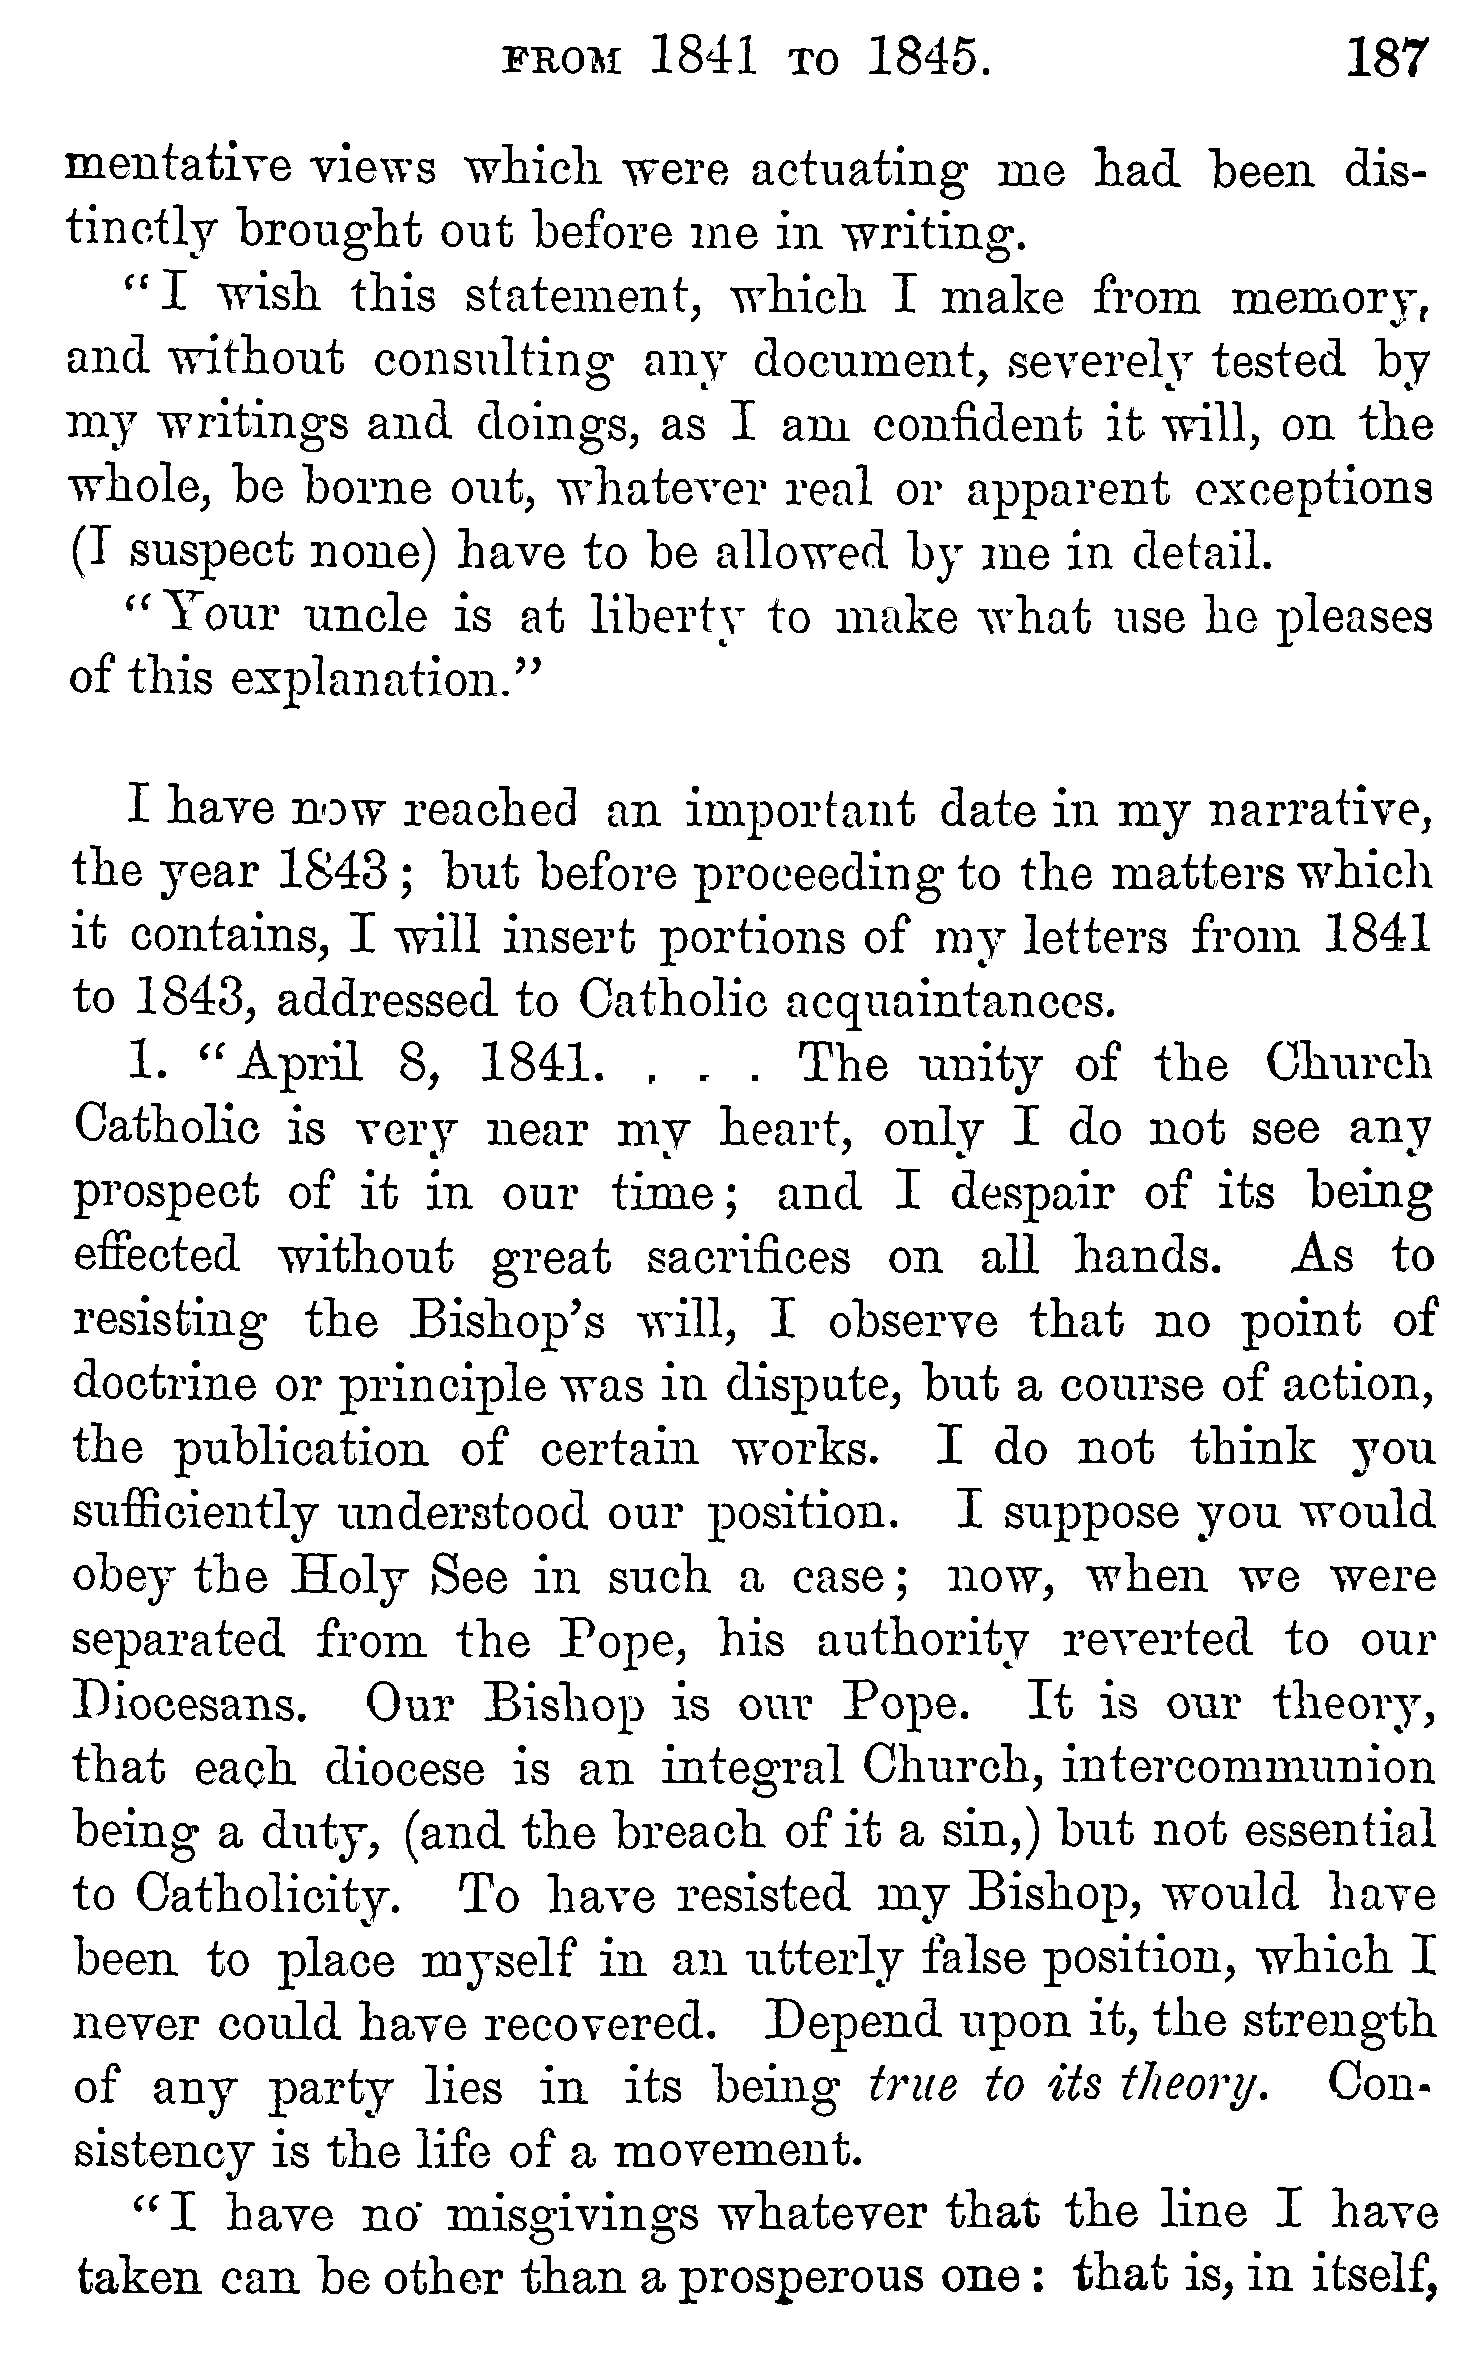 FROM 1841 TO 1845. 187
mentative views which were actuating me had been dis-
tinctly brought out before me in writing.
"I wish this statement, which I make from memory,
and without consulting any document, severely tested by
my writings and doings, as I am confident it will, on the
whole, be borne out, whatever real or apparent exceptions
(I suspect none) have to be allowed by me in detail.
"Your uncle is at liberty to make what use he pleases
of this explanation."
I have now reached an important date in my narrative,
the year 1843; but before proceeding to the matters which
it contains, I will insert portions of my letters from 1841
to 1843, addressed to Catholic acquaintances.
1. "April 8, 1841. . . . The unity of the Church
Catholic is very near my heart, only I do not see any
prospect of it in our time; and I despair of its being
effected without great sacrifices on all hands. As to
resisting the Bishop's will, I observe that no point of
doctrine or principle was in dispute, but a course of action,
the publication of certain works. I do not think you
sufficiently understood our position. I suppose you would
obey the Holy See in such a case; now, when we were
separated from the Pope, his authority reverted to our
Diocesans. Our Bishop is our Pope. It is our theory,
that each diocese is an integral Church, intercommunion
being a duty, (and the breach of it a sin,) but not essential
to Catholicity. To have resisted my Bishop, would have
been to place myself in an utterly false position, which I
never could have recovered. Depend upon it, the strength
of any party lies in its being true to its theory. Con-
sistency is the life of a movement.
"I have no misgivings whatever that the line I have
taken can be other than a prosperous one: that is, in itself,